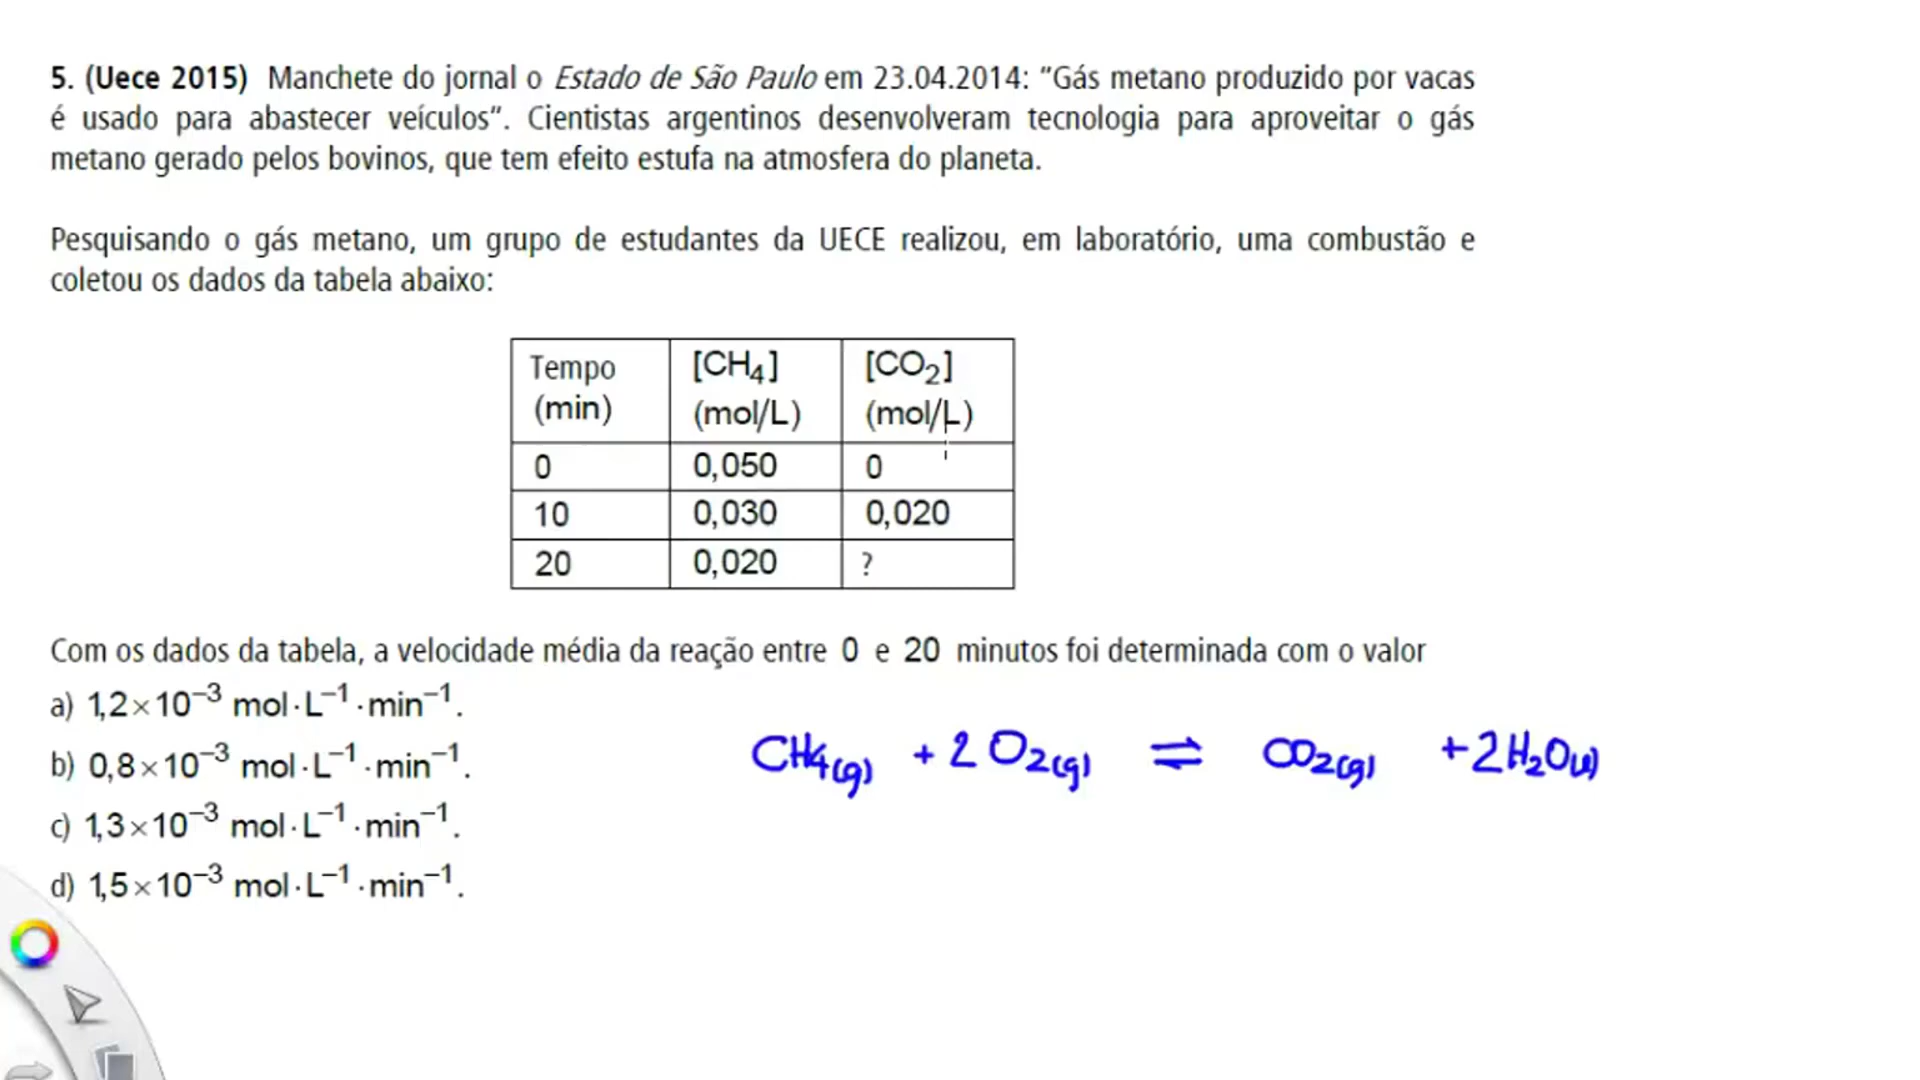 5. (Uece 2015) Manchete do jornal o Estado de São Paulo em 23.04.2014: "Gás metano produzido por vacas
é usado para abastecer veículos". Cientistas argentinos desenvolveram tecnologia para aproveitar o gás
metano gerado pelos bovinos, que tem efeito estufa na atmosfera do planeta.
Pesquisando o gás metano, um grupo de estudantes da UECE realizou, em laboratório, uma combustão e
coletou os dados da tabela abaixo:
Tempo (min) [CH₄] (mol/L) [CO₂] (mol/L)
0 0,050 0
10 0,030 0,020
20 0,020 ?
Com os dados da tabela, a velocidade média da reação entre 0 e 20 minutos foi determinada com o valor
a) 1,2×10⁻³ mol·L⁻¹·min⁻¹.
b) 0,8×10⁻³ mol·L⁻¹·min⁻¹.
c) 1,3×10⁻³ mol·L⁻¹·min⁻¹.
d) 1,5×10⁻³ mol·L⁻¹·min⁻¹.
CH₄(g) + 2 O₂(g) ⇌ CO₂(g) + 2H₂O(l)